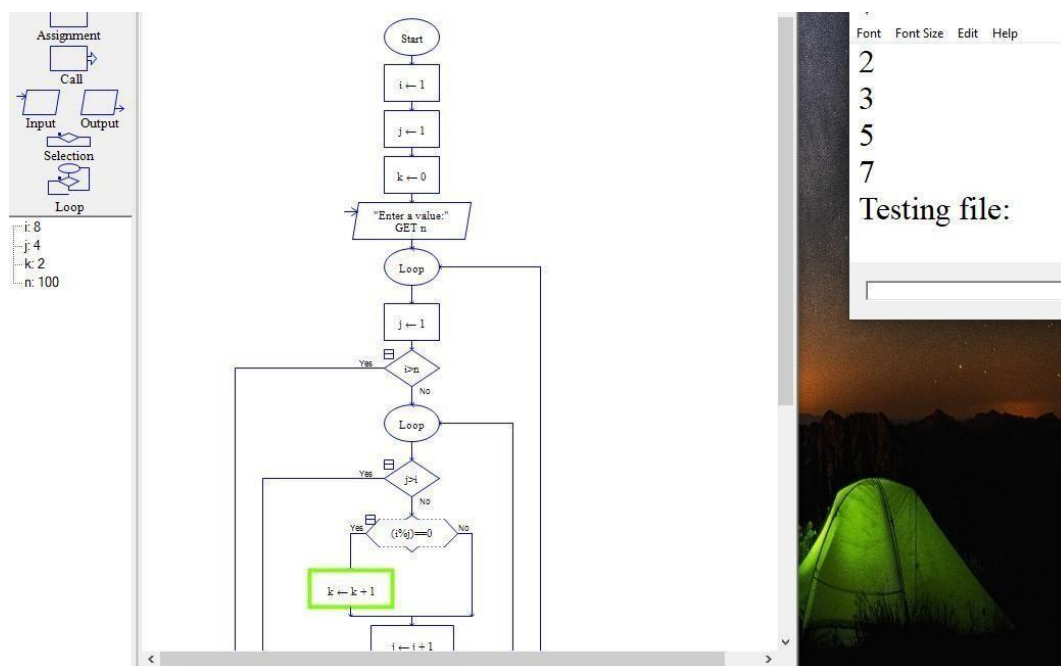 Assignment
Call
Input Output
Selection
Loop
i: 8
j: 4
k: 2
n: 100
Start
i ← 1
j ← 1
k ← 0
"Enter a value:"
GET n
Loop
j ← 1
Yes
i>n
No
Loop
Yes
j>i
No
Yes
(i%j)==0
No
k ← k + 1
Font Font Size Edit Help
2
3
5
7
Testing file: